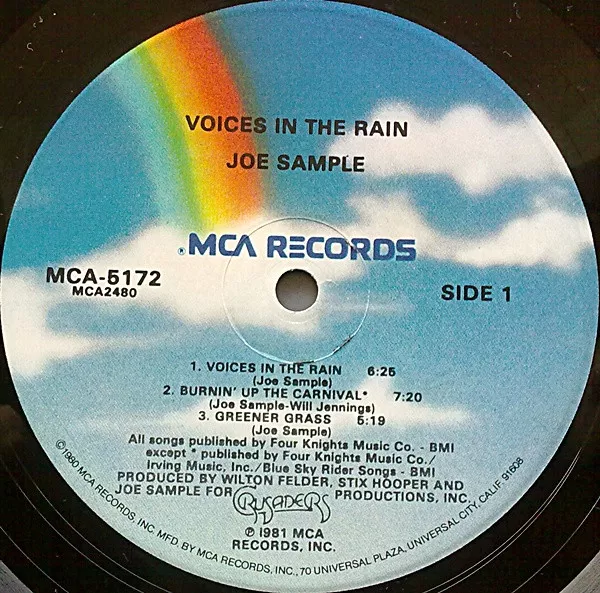 VOICES IN THE RAIN
JOE SAMPLE
®MCA RECORDS
MCA-5172
MCA2480
SIDE 1
1. VOICES IN THE RAIN 6:25
(Joe Sample)
2. BURNIN' UP THE CARNIVAL* 7:20
(Joe Sample-Will Jennings)
3. GREENER GRASS 5:19
(Joe Sample)
All songs published by Four Knights Music Co. - BMI
except * published by Four Knights Music Co./
Irving Music, Inc./Blue Sky Rider Songs - BMI
PRODUCED BY WILTON FELDER, STIX HOOPER AND
JOE SAMPLE FOR CRUSADERS PRODUCTIONS, INC.
℗ 1981 MCA
RECORDS, INC.
©1980 MCA RECORDS, INC. MFD. BY MCA RECORDS, INC., 70 UNIVERSAL PLAZA, UNIVERSAL CITY, CALIF. 91608